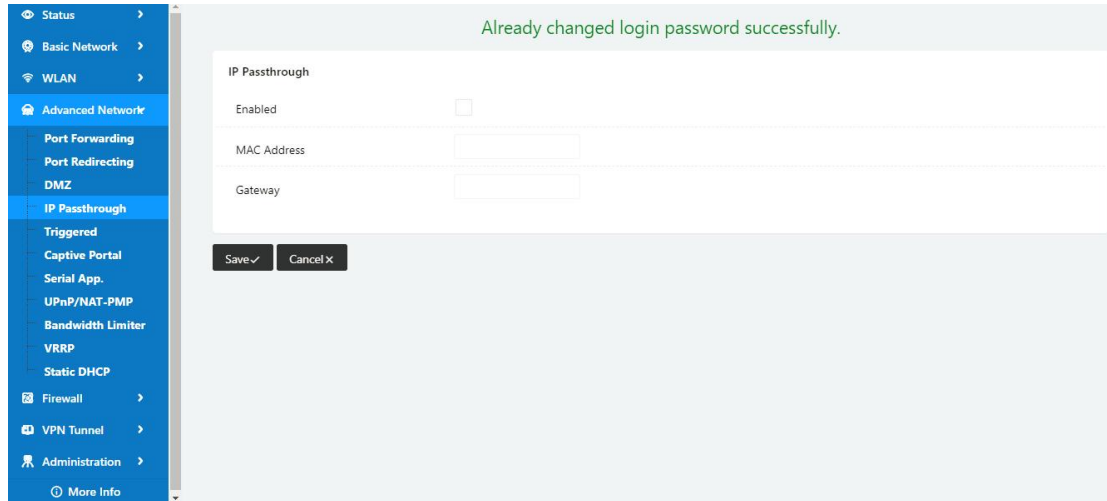 Status
Basic Network
WLAN
Advanced Network
Port Forwarding
Port Redirecting
DMZ
IP Passthrough
Triggered
Captive Portal
Serial App.
UPnP/NAT-PMP
Bandwidth Limiter
VRRP
Static DHCP
Firewall
VPN Tunnel
Administration
More Info
Already changed login password successfully.
IP Passthrough
Enabled
MAC Address
Gateway
Save Cancel